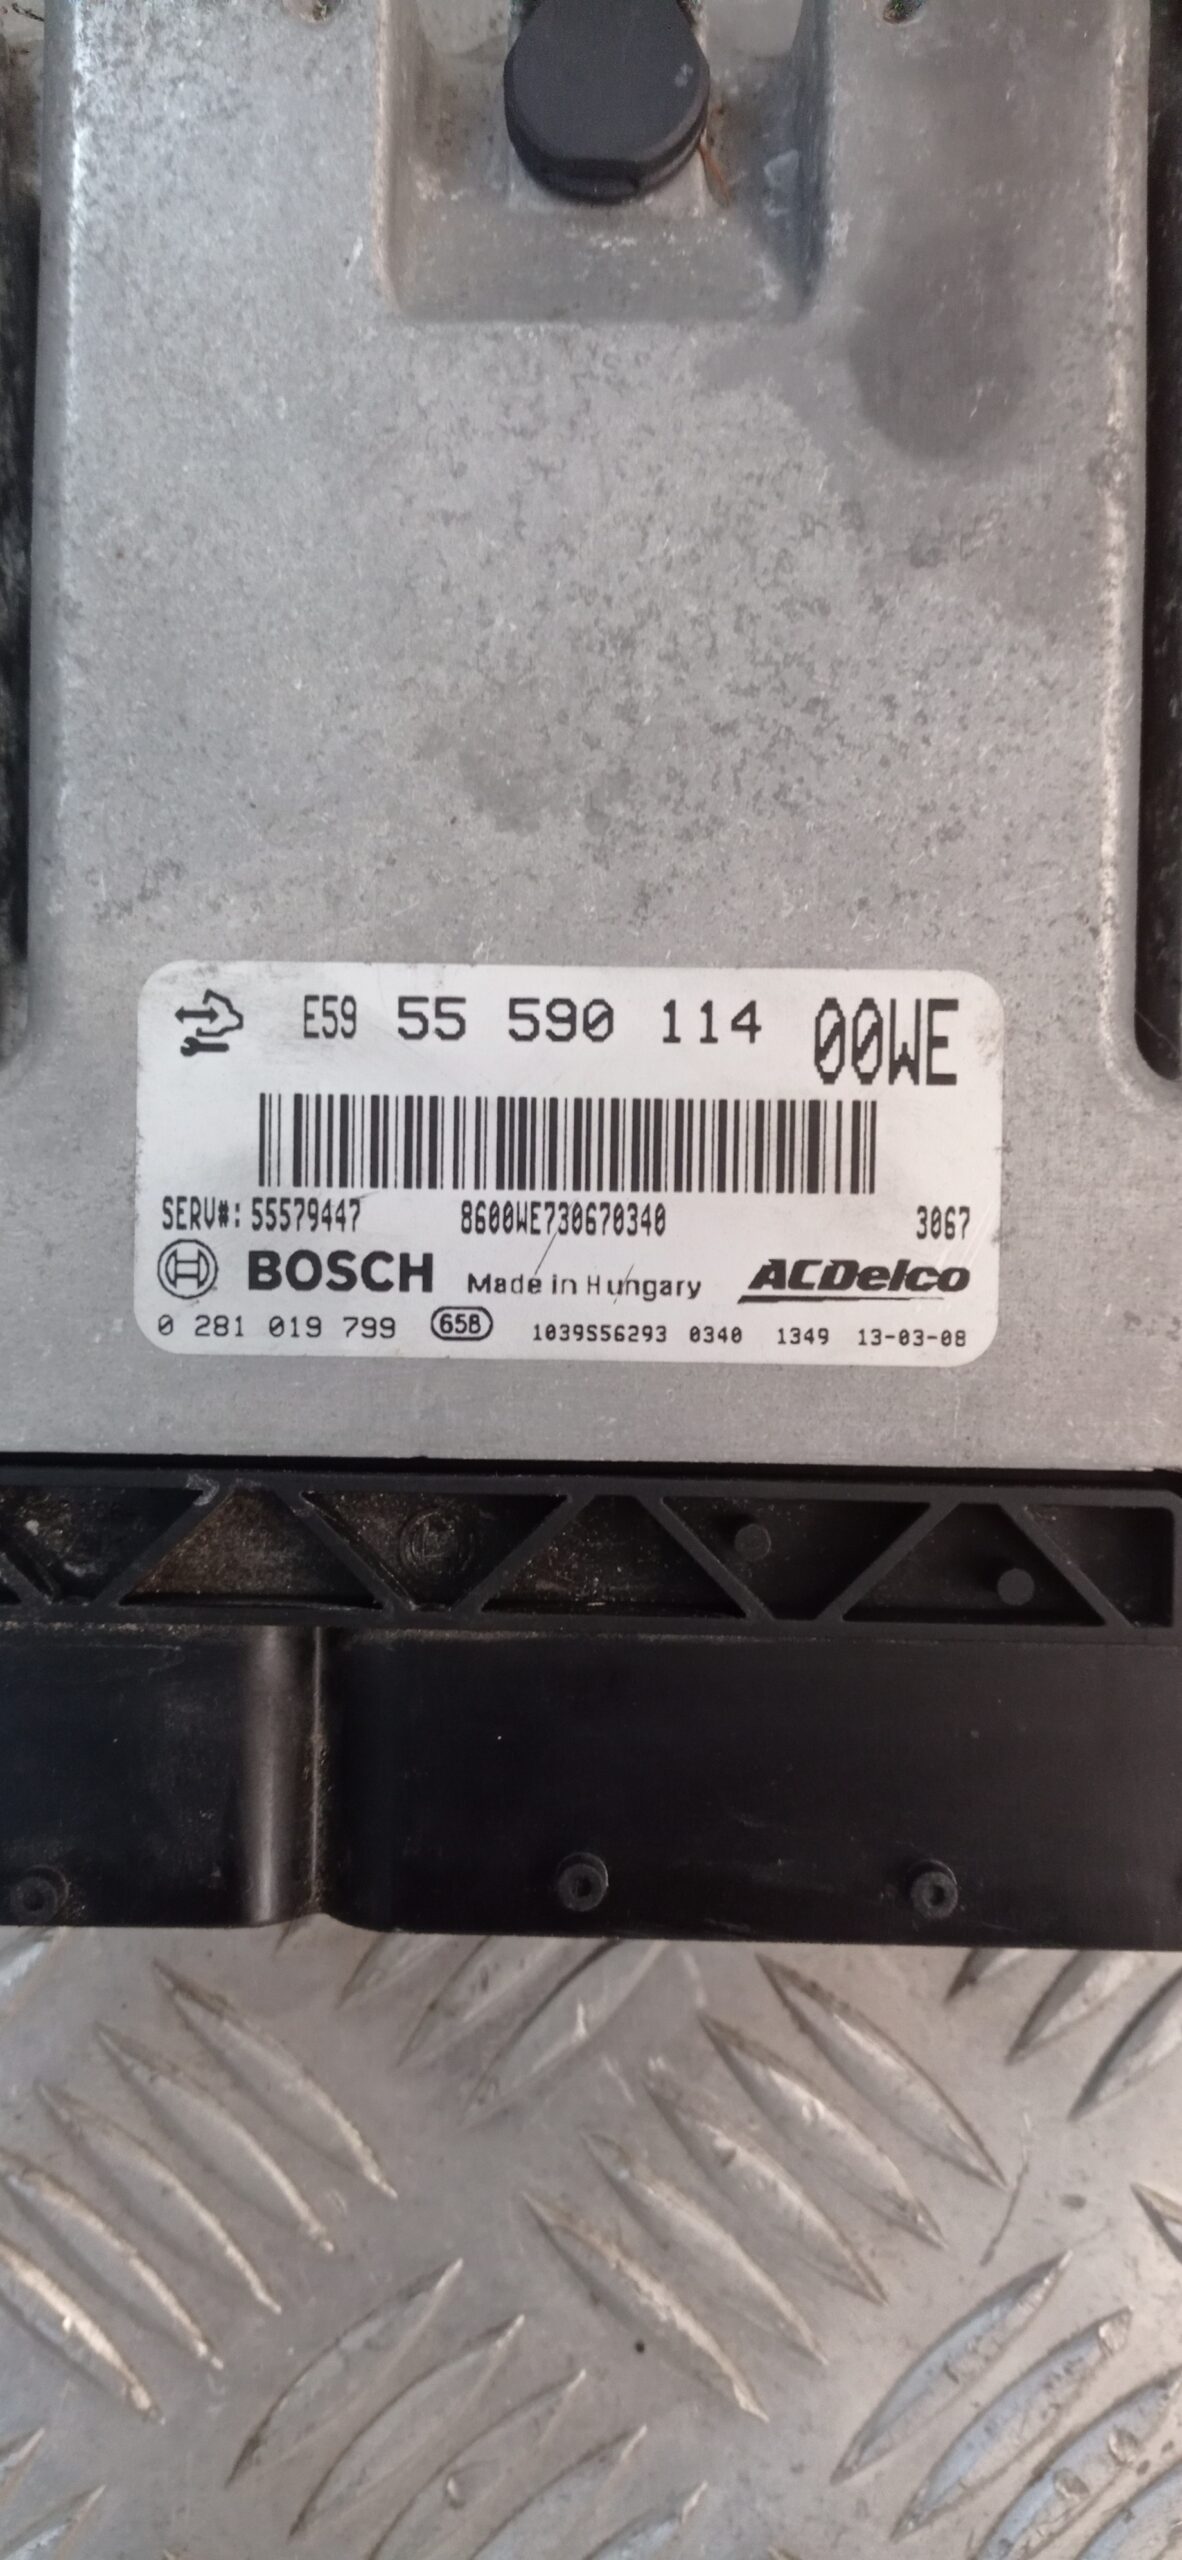 E59 55 590 114 00WE
SERV#: 55579447 8600WE730670340 3067
BOSCH Made in Hungary ACDelco
0 281 019 799 65B 1039S56293 0340 1349 13-03-08